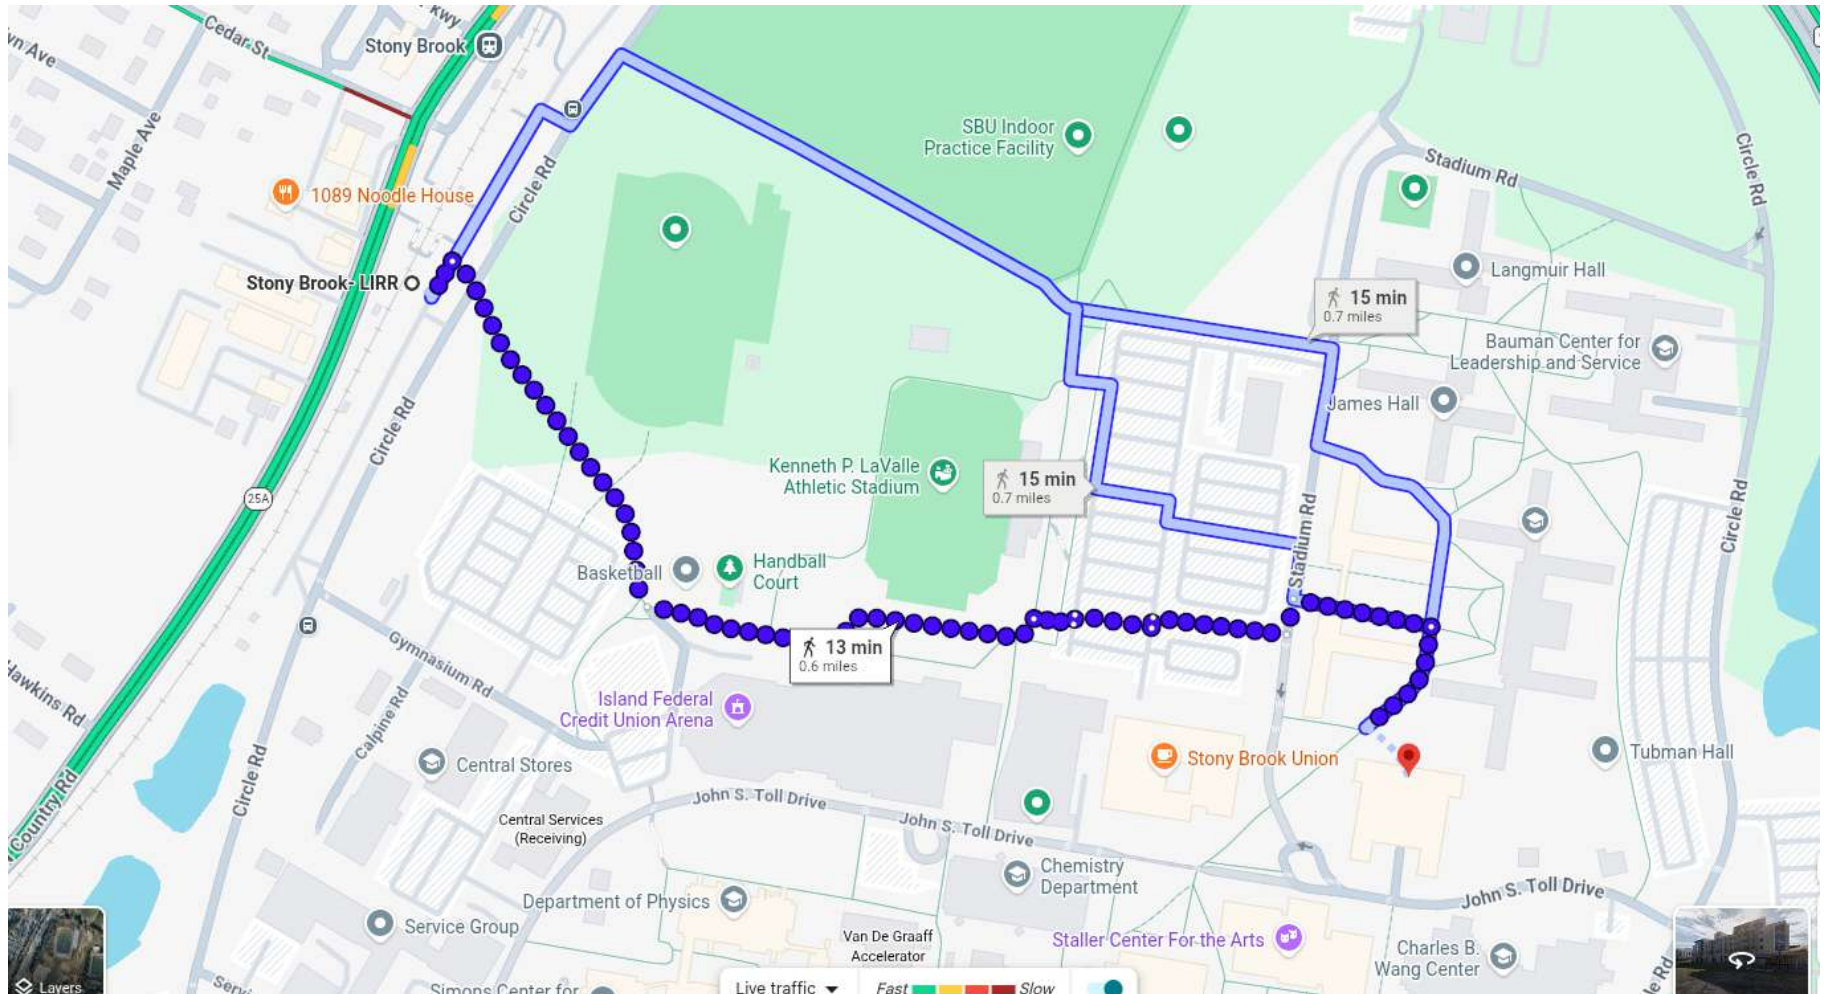 Cedar St
Pkwy
Stony Brook
Maple Ave
1089 Noodle House
Circle Rd
Stony Brook- LIRR
SBU Indoor
Practice Facility
Stadium Rd
Circle Rd
Langmuir Hall
15 min
0.7 miles
Bauman Center for
Leadership and Service
James Hall
Circle Rd
Kenneth P. LaValle
Athletic Stadium
15 min
0.7 miles
25A
Stadium Rd
Circle Rd
Basketball
Handball
Court
Gymnasium Rd
13 min
0.6 miles
Hawkins Rd
Calpine Rd
Island Federal
Credit Union Arena
Central Stores
Circle Rd
Country Rd
Stony Brook Union
Tubman Hall
John S. Toll Drive
John S. Toll Drive
Central Services
(Receiving)
Chemistry
Department
John S. Toll Drive
Department of Physics
Service Group
Van De Graaff
Accelerator
Staller Center For the Arts
Charles B.
Wang Center
Layers
Simons Center for
Live traffic
Fast
Slow